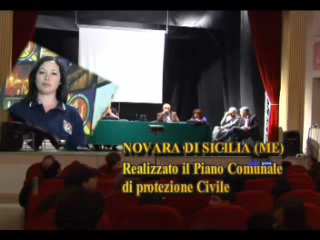 NOVARA DI SICILIA (ME)
Realizzato il Piano Comunale
di protezione Civile